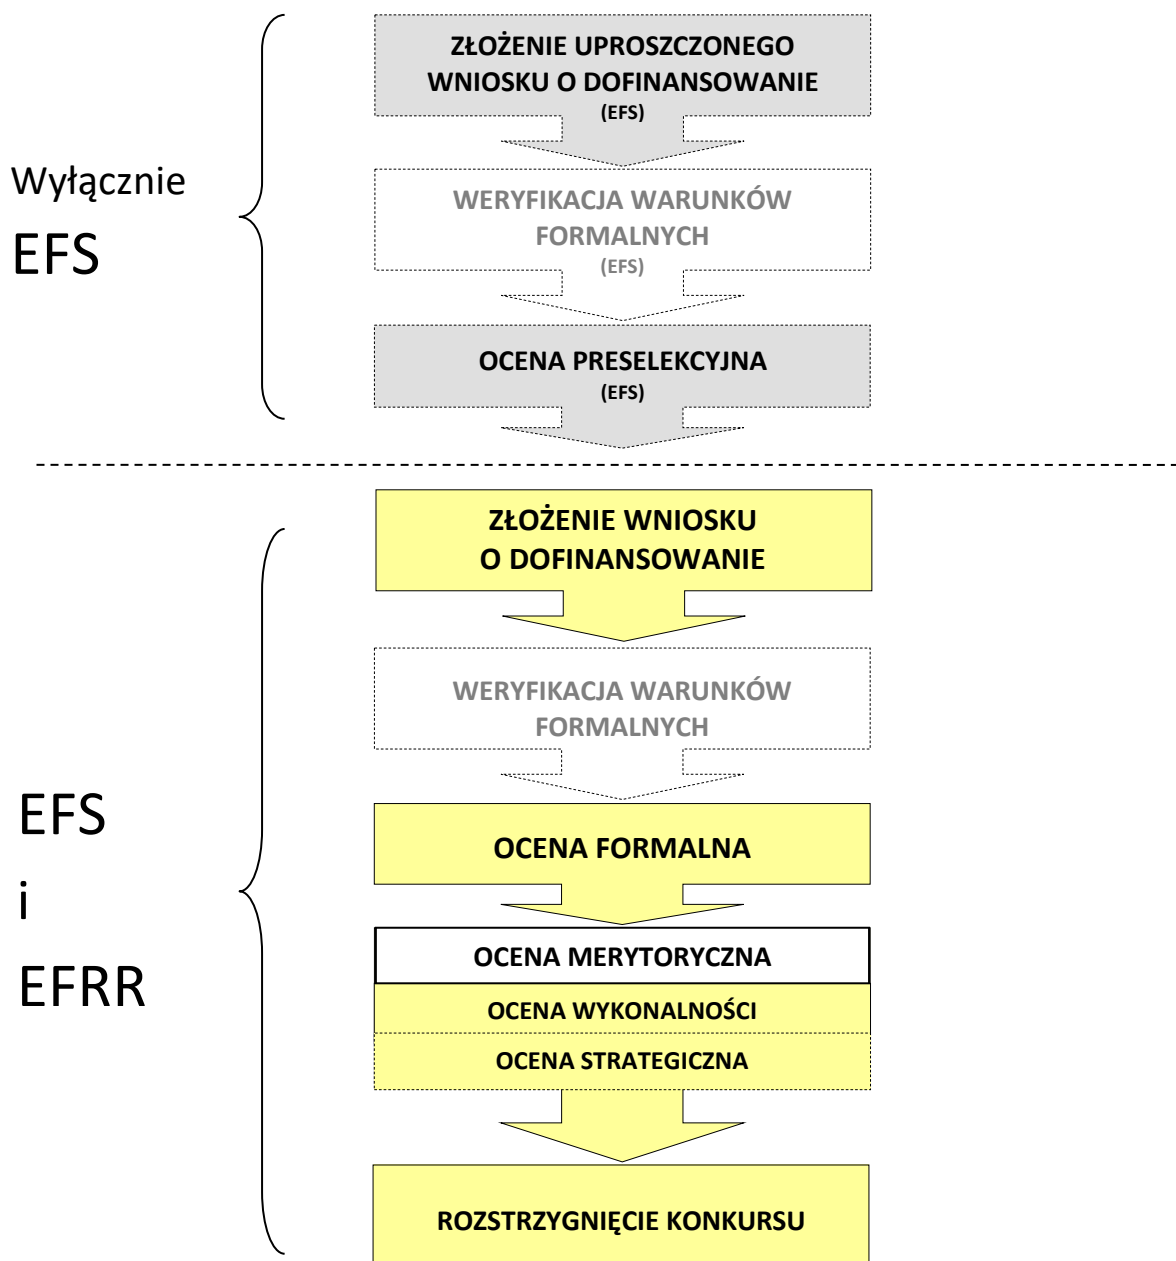 ZŁOŻENIE UPROSZCZONEGO
WNIOSKU O DOFINANSOWANIE
(EFS)
Wyłącznie
EFS
WERYFIKACJA WARUNKÓW
FORMALNYCH
(EFS)
OCENA PRESELEKCYJNA
(EFS)
ZŁOŻENIE WNIOSKU
O DOFINANSOWANIE
WERYFIKACJA WARUNKÓW
FORMALNYCH
EFS
i
EFRR
OCENA FORMALNA
OCENA MERYTORYCZNA
OCENA WYKONALNOŚCI
OCENA STRATEGICZNA
ROZSTRZYGNIĘCIE KONKURSU